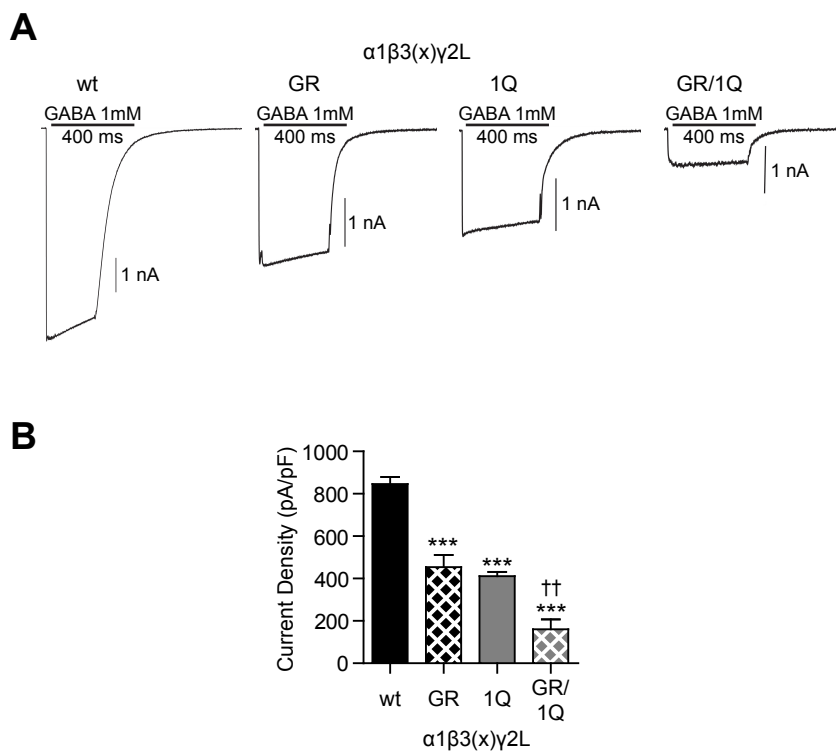 A
α1β3(x)γ2L
wt GR 1Q GR/1Q
GABA 1mM GABA 1mM GABA 1mM GABA 1mM
400 ms 400 ms 400 ms 400 ms
1 nA 1 nA 1 nA 1 nA
B
Current Density (pA/pF)
1000
800
600
400
200
0
*** *** †† ***
wt GR 1Q GR/
1Q
α1β3(x)γ2L